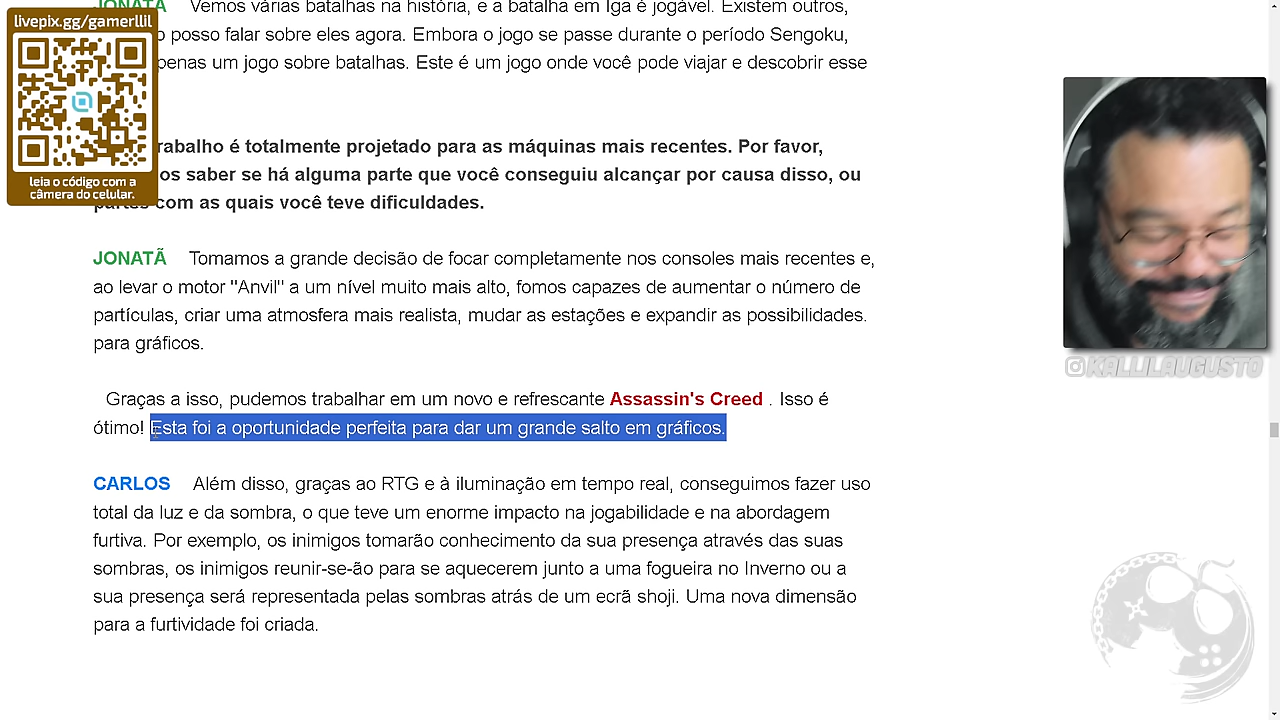 livepix.gg/gamerllil
leia o código com a
câmera do celular.
JONATÃ Vemos várias batalhas na história, e a batalha em Iga é jogável. Existem outros,
posso falar sobre eles agora. Embora o jogo se passe durante o período Sengoku,
penas um jogo sobre batalhas. Este é um jogo onde você pode viajar e descobrir esse
rabalho é totalmente projetado para as máquinas mais recentes. Por favor,
os saber se há alguma parte que você conseguiu alcançar por causa disso, ou
partes com as quais você teve dificuldades.
JONATÃ Tomamos a grande decisão de focar completamente nos consoles mais recentes e,
ao levar o motor "Anvil" a um nível muito mais alto, fomos capazes de aumentar o número de
partículas, criar uma atmosfera mais realista, mudar as estações e expandir as possibilidades.
para gráficos.
Graças a isso, pudemos trabalhar em um novo e refrescante Assassin's Creed . Isso é
ótimo! Esta foi a oportunidade perfeita para dar um grande salto em gráficos.
CARLOS Além disso, graças ao RTG e à iluminação em tempo real, conseguimos fazer uso
total da luz e da sombra, o que teve um enorme impacto na jogabilidade e na abordagem
furtiva. Por exemplo, os inimigos tomarão conhecimento da sua presença através das suas
sombras, os inimigos reunir-se-ão para se aquecerem junto a uma fogueira no Inverno ou a
sua presença será representada pelas sombras atrás de um ecrã shoji. Uma nova dimensão
para a furtividade foi criada.
KALLILAUGUSTO